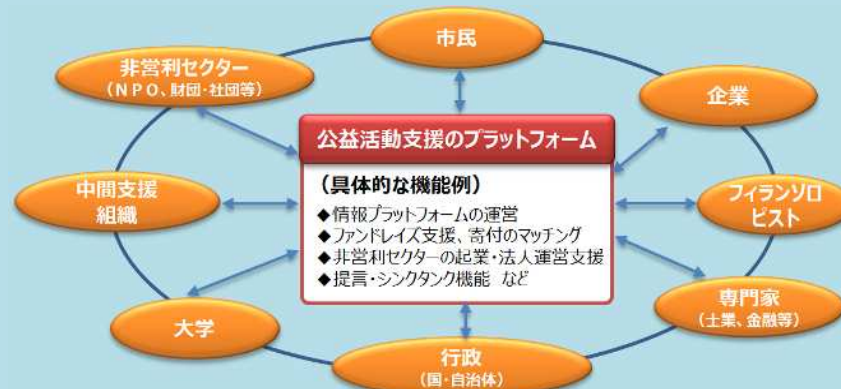 市民
非営利セクター
(NPO、財団・社団等)
企業
公益活動支援のプラットフォーム
(具体的な機能例)
◆情報プラットフォームの運営
◆ファンドレイズ支援、寄付のマッチング
◆非営利セクターの起業・法人運営支援
◆提言・シンクタンク機能 など
中間支援
組織
フィランソロ
ピスト
大学
専門家
(士業、金融等)
行政
(国・自治体)